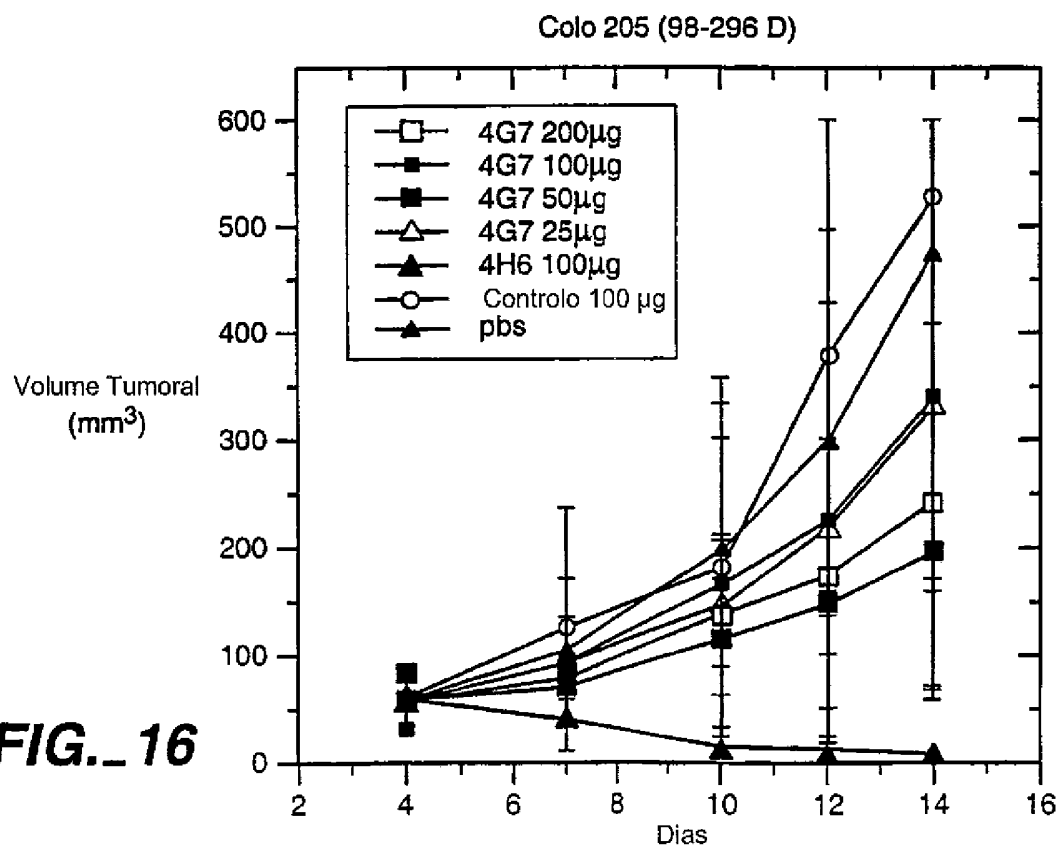 Colo 205 (98-296 D)
600
500
400
300
200
100
0
Volume Tumoral
(mm3)
4G7 200µg
4G7 100µg
4G7 50µg
4G7 25µg
4H6 100µg
Controlo 100 µg
pbs
2 4 6 8 10 12 14 16
Dias
FIG._16